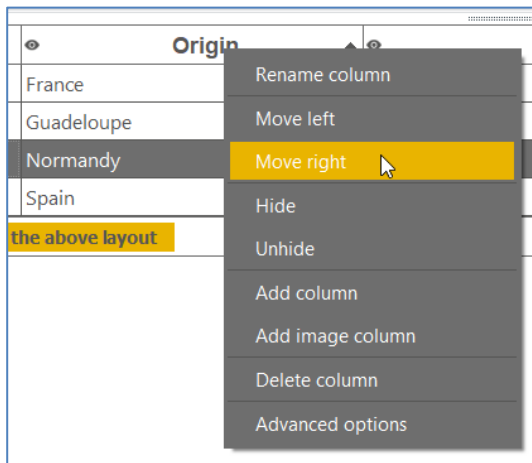 Origin
France
Guadeloupe
Normandy
Spain
the above layout
Rename column
Move left
Move right
Hide
Unhide
Add column
Add image column
Delete column
Advanced options